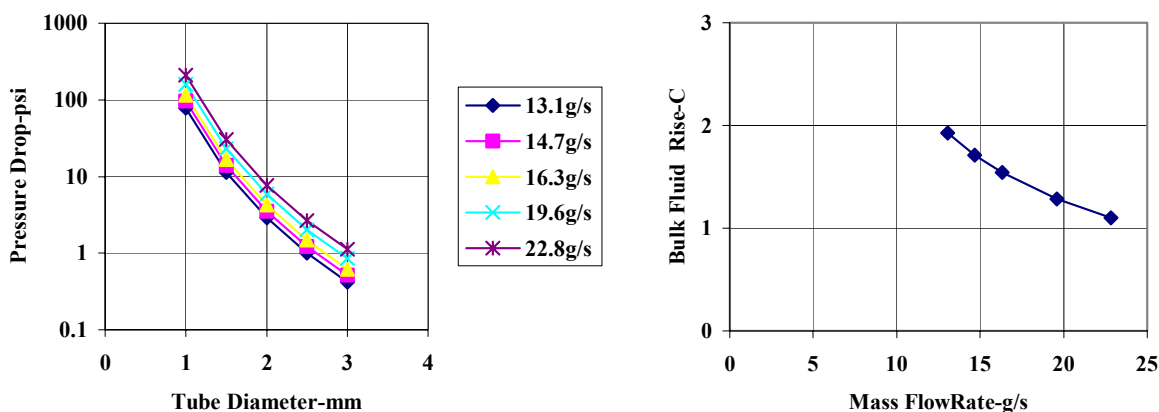 1000
100
10
1
0.1
Pressure Drop-psi
0 1 2 3 4
Tube Diameter-mm
13.1g/s
14.7g/s
16.3g/s
19.6g/s
22.8g/s
3
2
1
0
Bulk Fluid Rise-C
0 5 10 15 20 25
Mass FlowRate-g/s